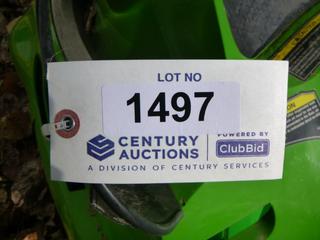 LOT NO
1497
CENTURY
AUCTIONS
POWERED BY
ClubBid
A DIVISION OF CENTURY SERVICES